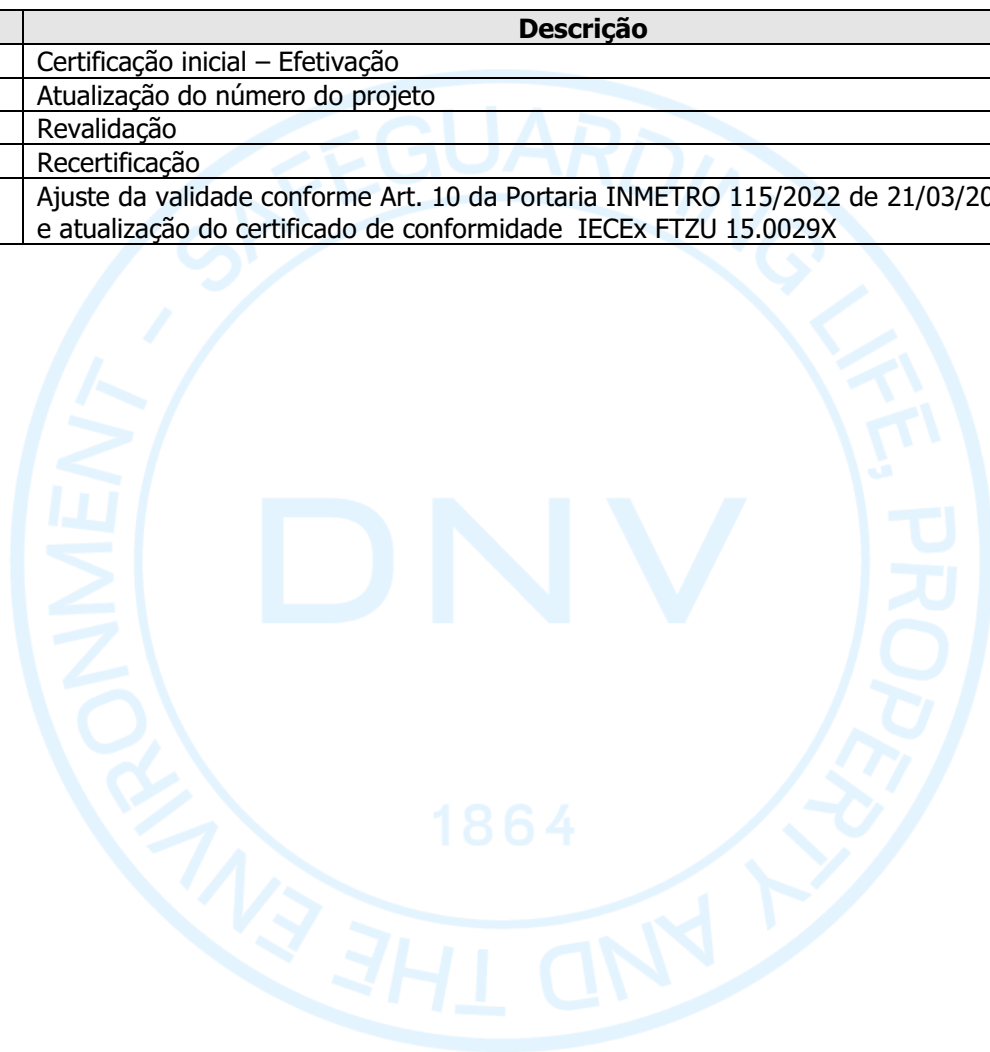 Descrição
Certificação inicial – Efetivação
Atualização do número do projeto
Revalidação
Recertificação
Ajuste da validade conforme Art. 10 da Portaria INMETRO 115/2022 de 21/03/20
e atualização do certificado de conformidade IECEx FTZU 15.0029X
SAFEGUARDING LIFE, PROPERTY AND THE ENVIRONMENT -
DNV
1864